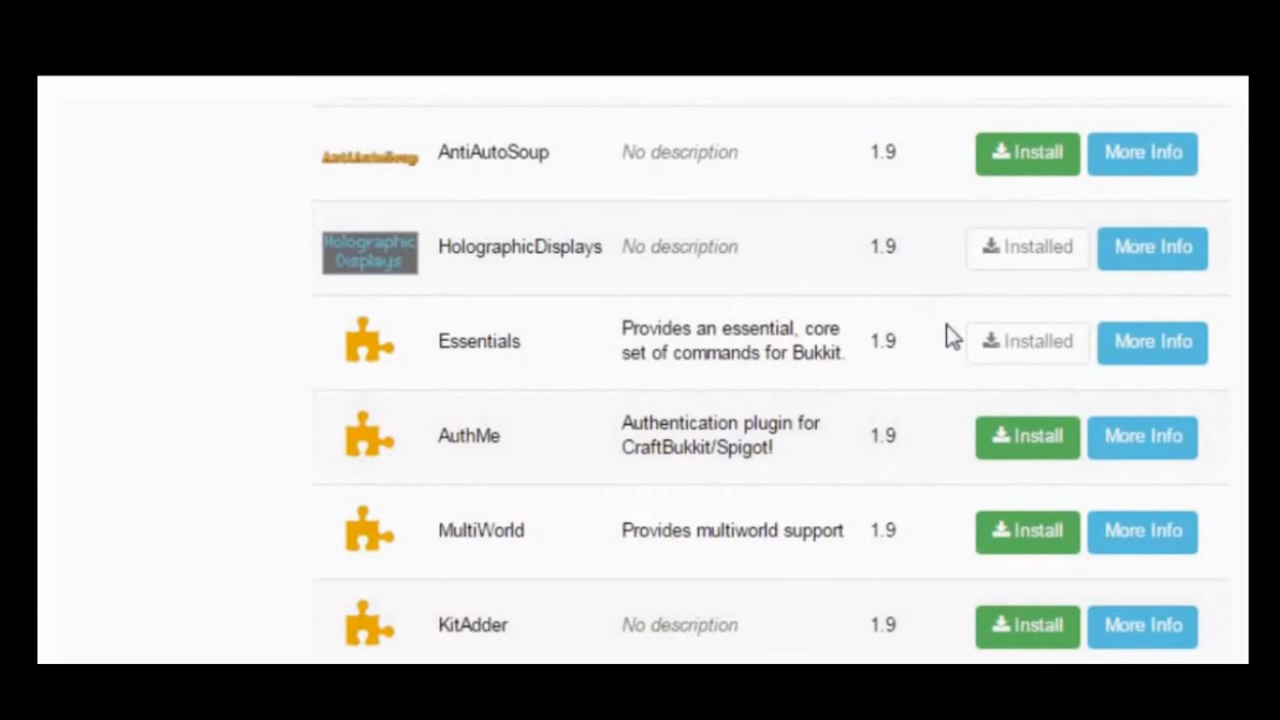 AntiAutoSoup AntiAutoSoup No description 1.9 Install More Info
Holographic
Displays
HolographicDisplays No description 1.9 Installed More Info
Essentials Provides an essential, core
set of commands for Bukkit. 1.9 Installed More Info
AuthMe Authentication plugin for
CraftBukkit/Spigot! 1.9 Install More Info
MultiWorld Provides multiworld support 1.9 Install More Info
KitAdder No description 1.9 Install More Info